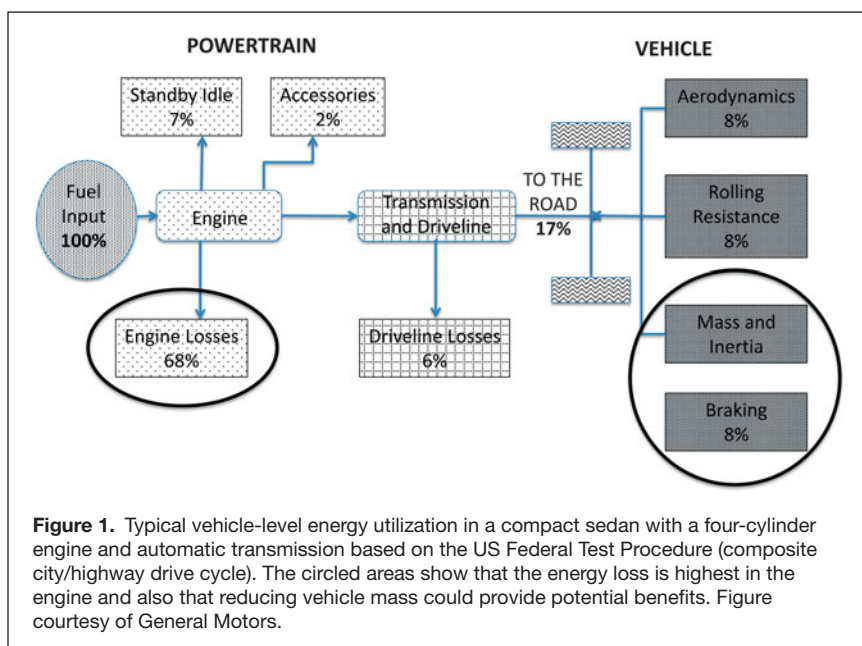 POWERTRAIN
VEHICLE
Standby Idle
7%
Accessories
2%
Aerodynamics
8%
Fuel
Input
100%
Engine
Transmission
and Driveline
TO THE
ROAD
17%
Rolling
Resistance
8%
Engine Losses
68%
Driveline Losses
6%
Mass and
Inertia
Braking
8%
Figure 1. Typical vehicle-level energy utilization in a compact sedan with a four-cylinder
engine and automatic transmission based on the US Federal Test Procedure (composite
city/highway drive cycle). The circled areas show that the energy loss is highest in the
engine and also that reducing vehicle mass could provide potential benefits. Figure
courtesy of General Motors.